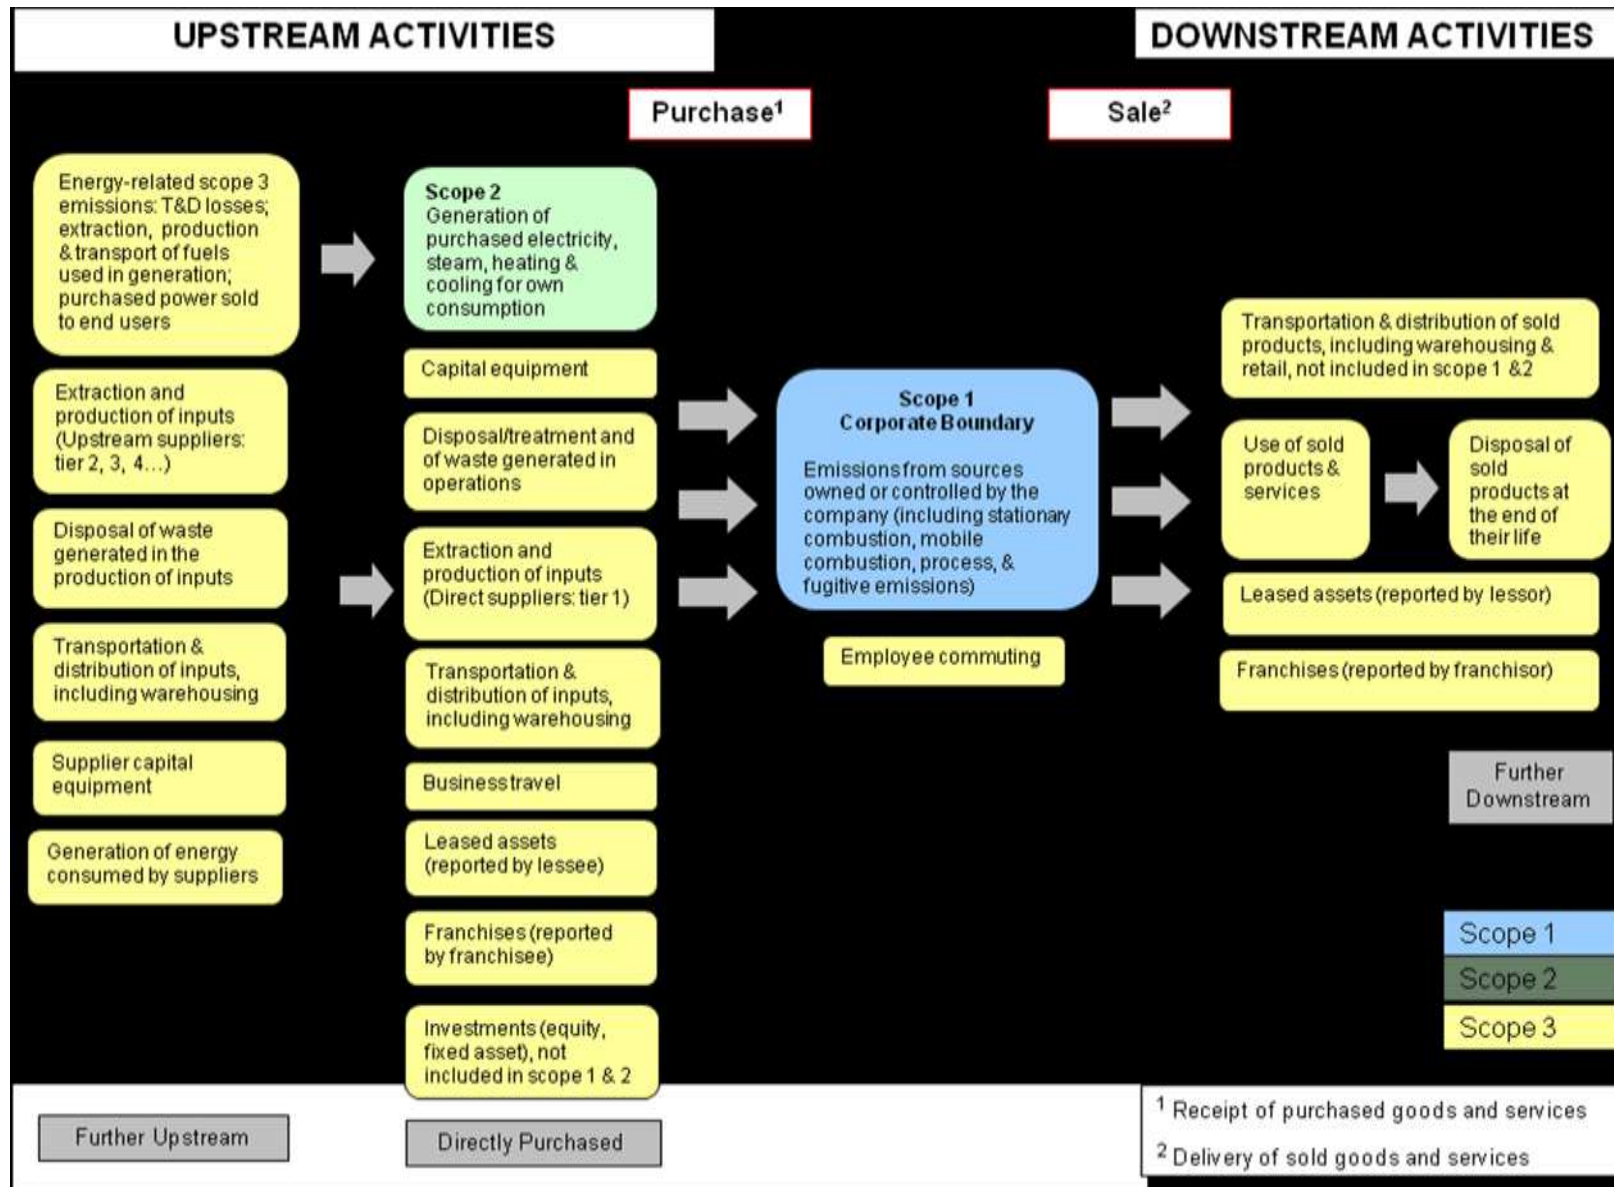 UPSTREAM ACTIVITIES
DOWNSTREAM ACTIVITIES
Purchase¹
Sale²
Energy-related scope 3
emissions: T&D losses;
extraction, production
& transport of fuels
used in generation;
purchased power sold
to end users
Extraction and
production of inputs
(Upstream suppliers:
tier 2, 3, 4...)
Disposal of waste
generated in the
production of inputs
Transportation &
distribution of inputs,
including warehousing
Supplier capital
equipment
Generation of energy
consumed by suppliers
Scope 2
Generation of
purchased electricity,
steam, heating &
cooling for own
consumption
Capital equipment
Disposal/treatment and
of waste generated in
operations
Extraction and
production of inputs
(Direct suppliers: tier 1)
Transportation &
distribution of inputs,
including warehousing
Business travel
Leased assets
(reported by lessee)
Franchises (reported
by franchisee)
Investments (equity,
fixed asset), not
included in scope 1 & 2
Scope 1
Corporate Boundary
Emissions from sources
owned or controlled by the
company (including stationary
combustion, mobile
combustion, process, &
fugitive emissions)
Employee commuting
Transportation & distribution of sold
products, including warehousing &
retail, not included in scope 1 &2
Use of sold
products &
services
Disposal of
sold
products at
the end of
their life
Leased assets (reported by lessor)
Franchises (reported by franchisor)
Further
Downstream
Scope 1
Scope 2
Scope 3
Further Upstream
Directly Purchased
¹ Receipt of purchased goods and services
² Delivery of sold goods and services